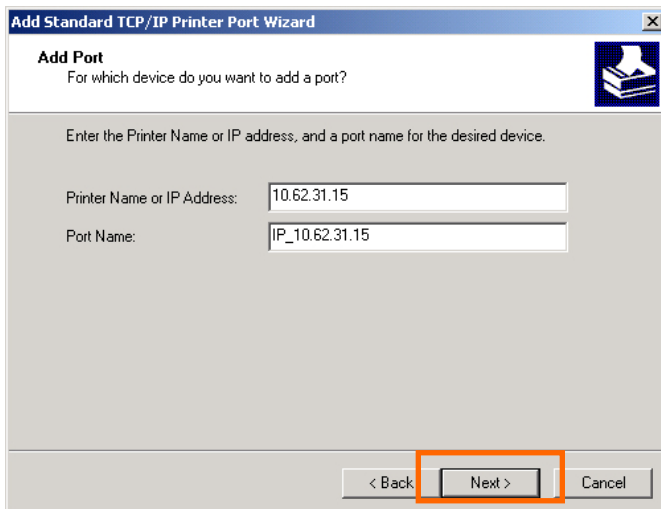 Add Standard TCP/IP Printer Port Wizard
Add Port
For which device do you want to add a port?
Enter the Printer Name or IP address, and a port name for the desired device.
Printer Name or IP Address: 10.62.31.15
Port Name: IP_10.62.31.15
< Back Next > Cancel